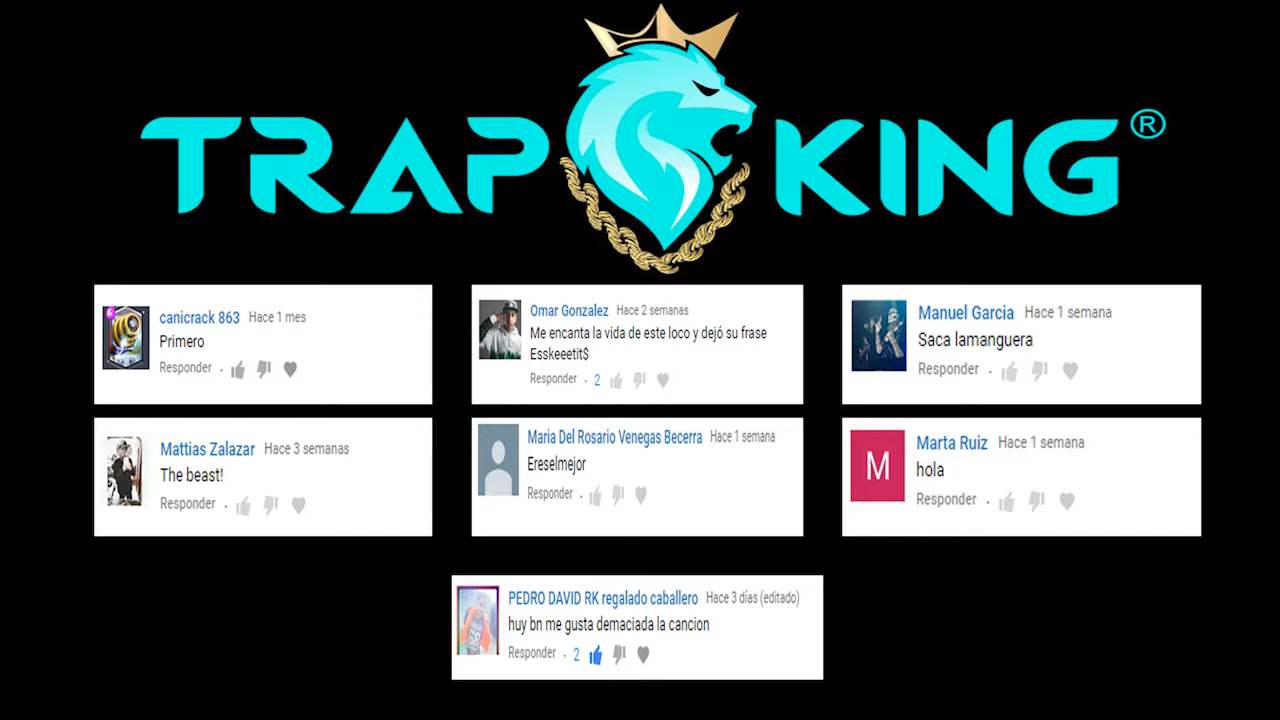 TRAP KING ®
canicrack 863 Hace 1 mes
Primero
Responder
Omar Gonzalez Hace 2 semanas
Me encanta la vida de este loco y dejó su frase
Esskeeetit$
Responder 2
Manuel Garcia Hace 1 semana
Saca lamanguera
Responder
Mattias Zalazar Hace 3 semanas
The beast!
Responder
Maria Del Rosario Venegas Becerra Hace 1 semana
Ereselmejor
Responder
M
Marta Ruiz Hace 1 semana
hola
Responder
PEDRO DAVID RK regalado caballero Hace 3 días (editado)
huy bn me gusta demaciada la cancion
Responder 2